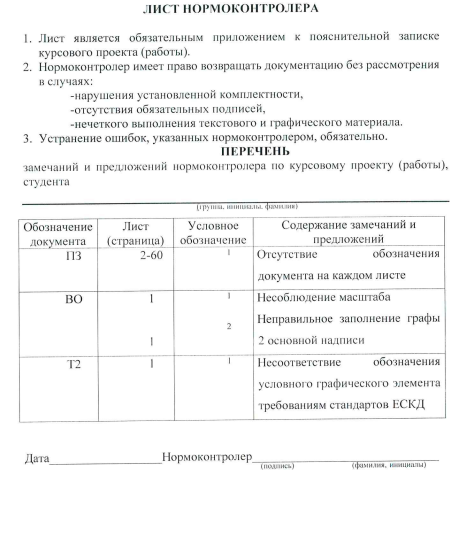 ЛИСТ НОРМОКОНТРОЛЕРА
1. Лист является обязательным приложением к пояснительной записке
курсового проекта (работы).
2. Нормоконтролер имеет право возвращать документацию без рассмотрения
в случаях:
-нарушения установленной комплектности,
-отсутствия обязательных подписей,
-нечеткого выполнения текстового и графического материала.
3. Устранение ошибок, указанных нормоконтролером, обязательно.
ПЕРЕЧЕНЬ
замечаний и предложений нормоконтролера по курсовому проекту (работы),
студента
(группа, инициалы, фамилия)
Обозначение документа
Лист (страница)
Условное обозначение
Содержание замечаний и предложений
ПЗ 2-60 1 Отсутствие обозначения
документа на каждом листе
ВО 1 1 Несоблюдение масштаба
2 Неправильное заполнение графы
1 2 основной надписи
Т2 1 1 Несоответствие обозначения
условного графического элемента
требованиям стандартов ЕСКД
Дата____________________Нормоконтролер____________________
(подпись) (фамилия, инициалы)